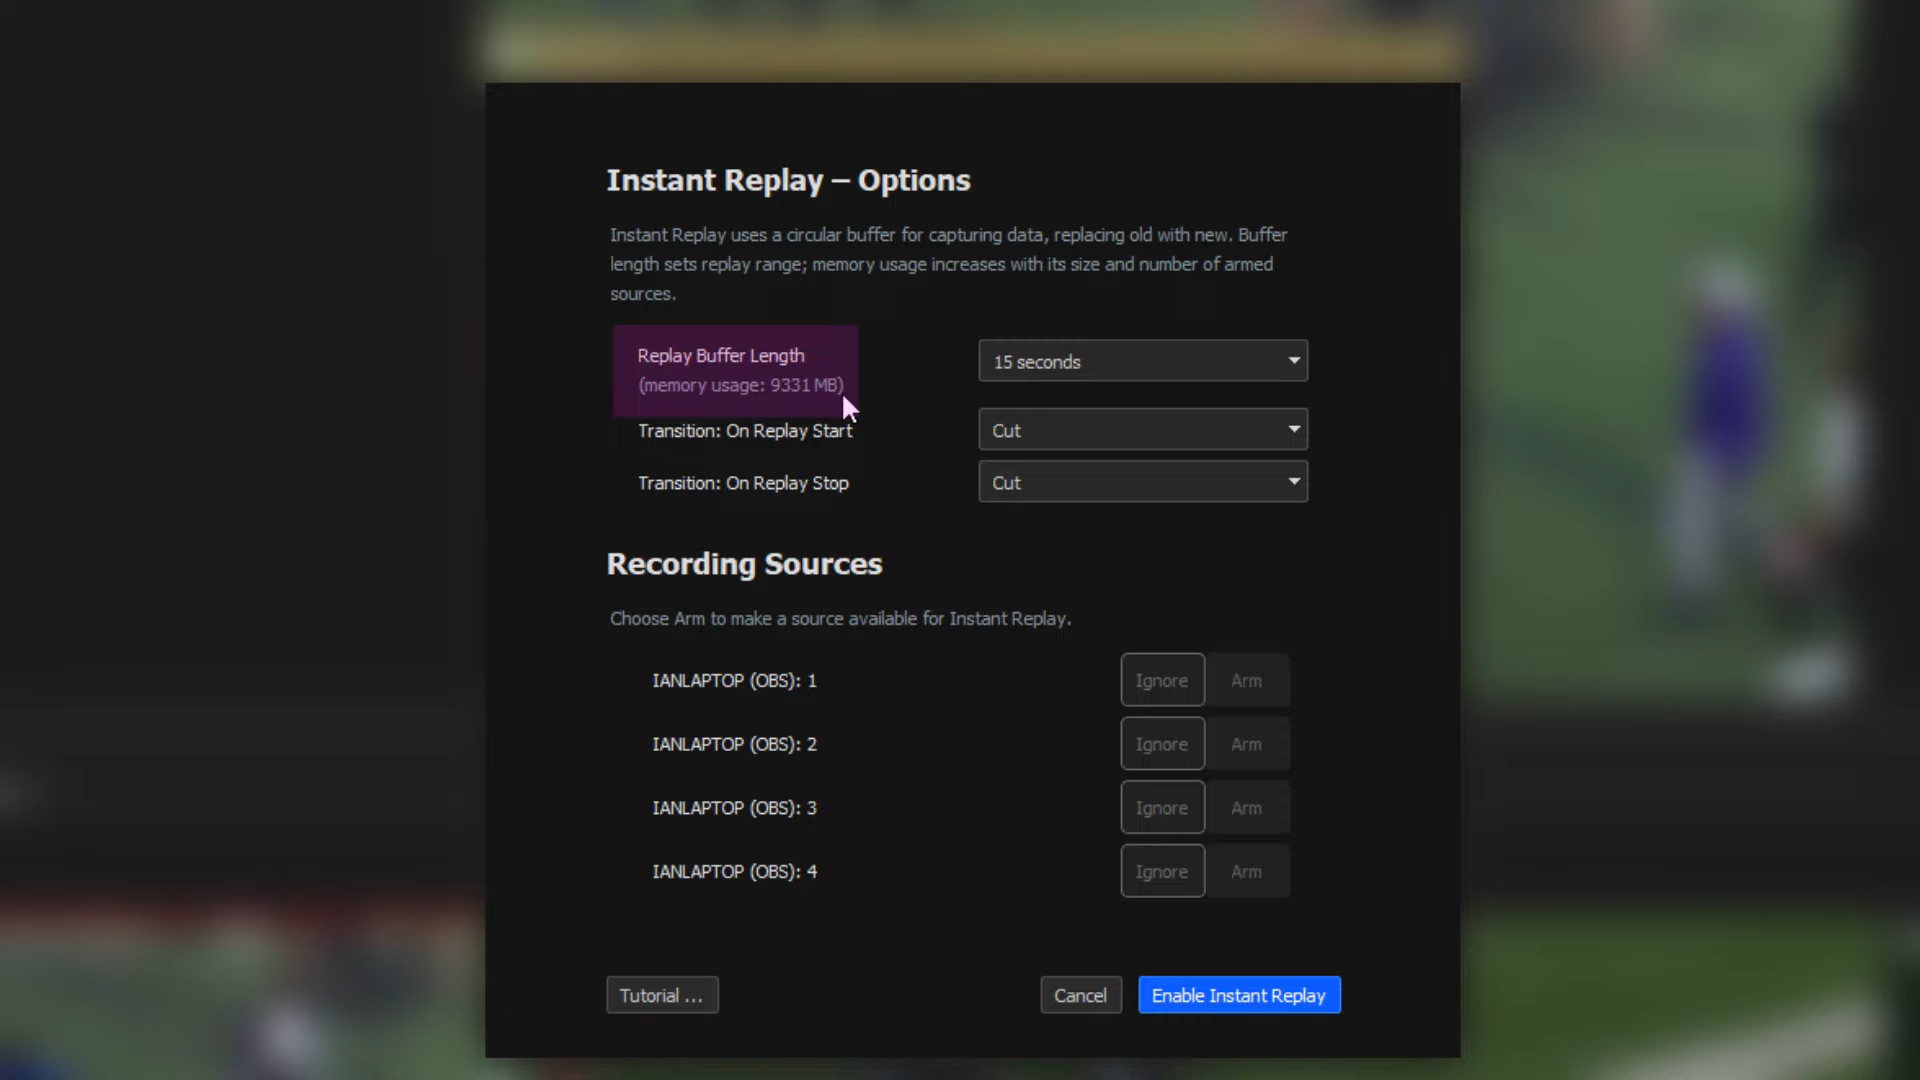 Instant Replay – Options
Instant Replay uses a circular buffer for capturing data, replacing old with new. Buffer
length sets replay range; memory usage increases with its size and number of armed
sources.
Replay Buffer Length
15 seconds
(memory usage: 9331 MB)
Transition: On Replay Start
Cut
Transition: On Replay Stop
Cut
Recording Sources
Choose Arm to make a source available for Instant Replay.
IANLAPTOP (OBS): 1
Ignore
Arm
IANLAPTOP (OBS): 2
Ignore
Arm
IANLAPTOP (OBS): 3
Ignore
Arm
IANLAPTOP (OBS): 4
Ignore
Arm
Tutorial ...
Cancel
Enable Instant Replay